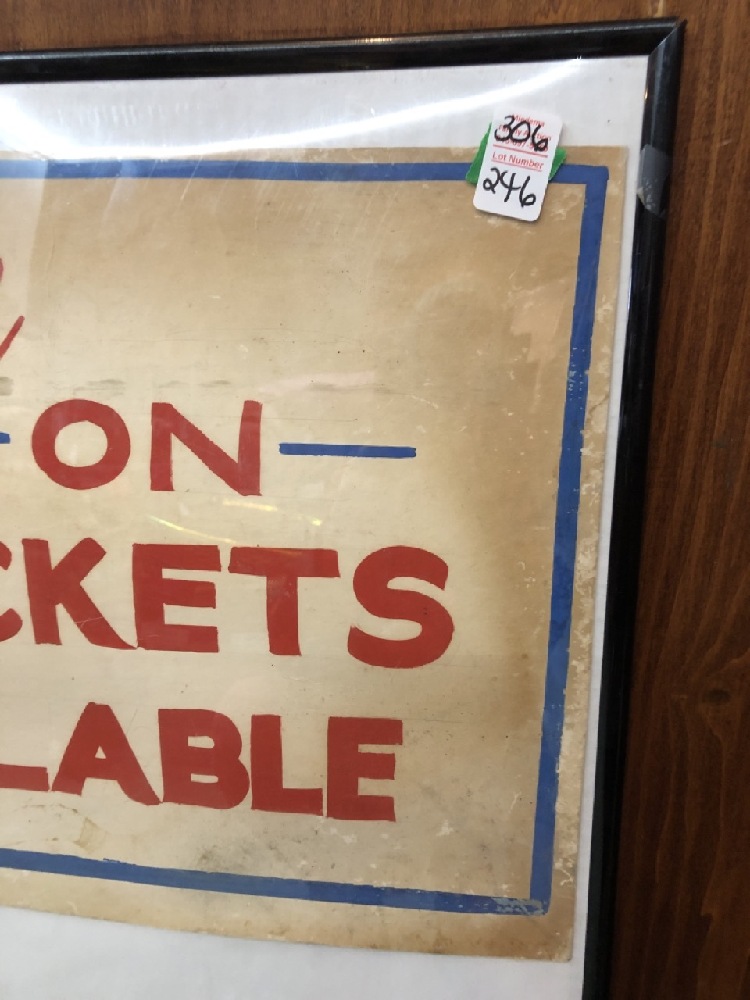 306
Lot Number
246
ON
CKETS
LABLE